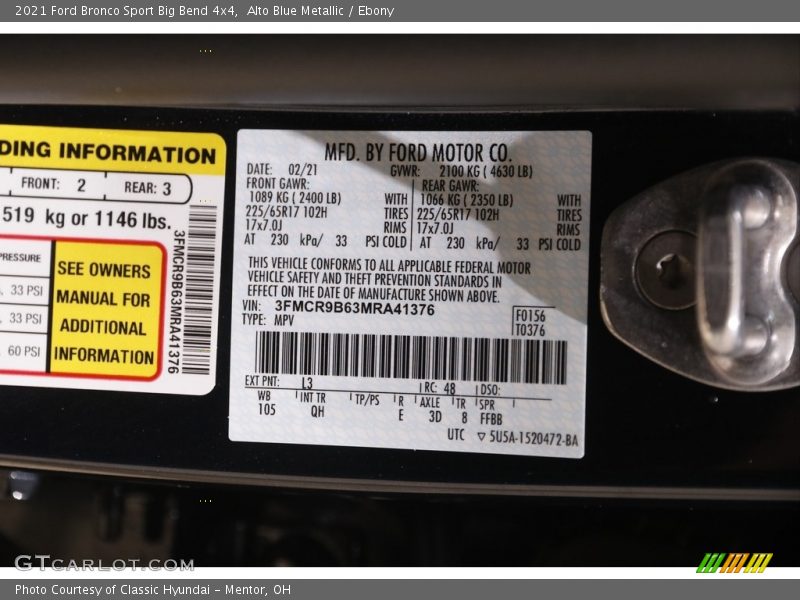 2021 Ford Bronco Sport Big Bend 4x4, Alto Blue Metallic / Ebony
DING INFORMATION
FRONT: 2 REAR: 3
519 kg or 1146 lbs.
PRESSURE
33 PSI
33 PSI
60 PSI
SEE OWNERS
MANUAL FOR
ADDITIONAL
INFORMATION
3FMCR9B63MRA41376
MFD. BY FORD MOTOR CO.
DATE: 02/21 GVWR: 2100 KG ( 4630 LB)
FRONT GAWR: REAR GAWR:
1089 KG ( 2400 LB) WITH 1066 KG ( 2350 LB) WITH
225/65R17 102H TIRES 225/65R17 102H TIRES
17x7.0J RIMS 17x7.0J RIMS
AT 230 kPa/ 33 PSI COLD AT 230 kPa/ 33 PSI COLD
THIS VEHICLE CONFORMS TO ALL APPLICABLE FEDERAL MOTOR
VEHICLE SAFETY AND THEFT PREVENTION STANDARDS IN
EFFECT ON THE DATE OF MANUFACTURE SHOWN ABOVE.
VIN: 3FMCR9B63MRA41376
TYPE: MPV
F0156
T0376
EXT PNT: L3 RC: 48 DSO:
WB INT TR TP/PS R AXLE TR SPR
105 QH E 3D 8 FFBB
UTC ▽ 5U5A-1520472-BA
GTCarLot.com
Photo Courtesy of Classic Hyundai - Mentor, OH